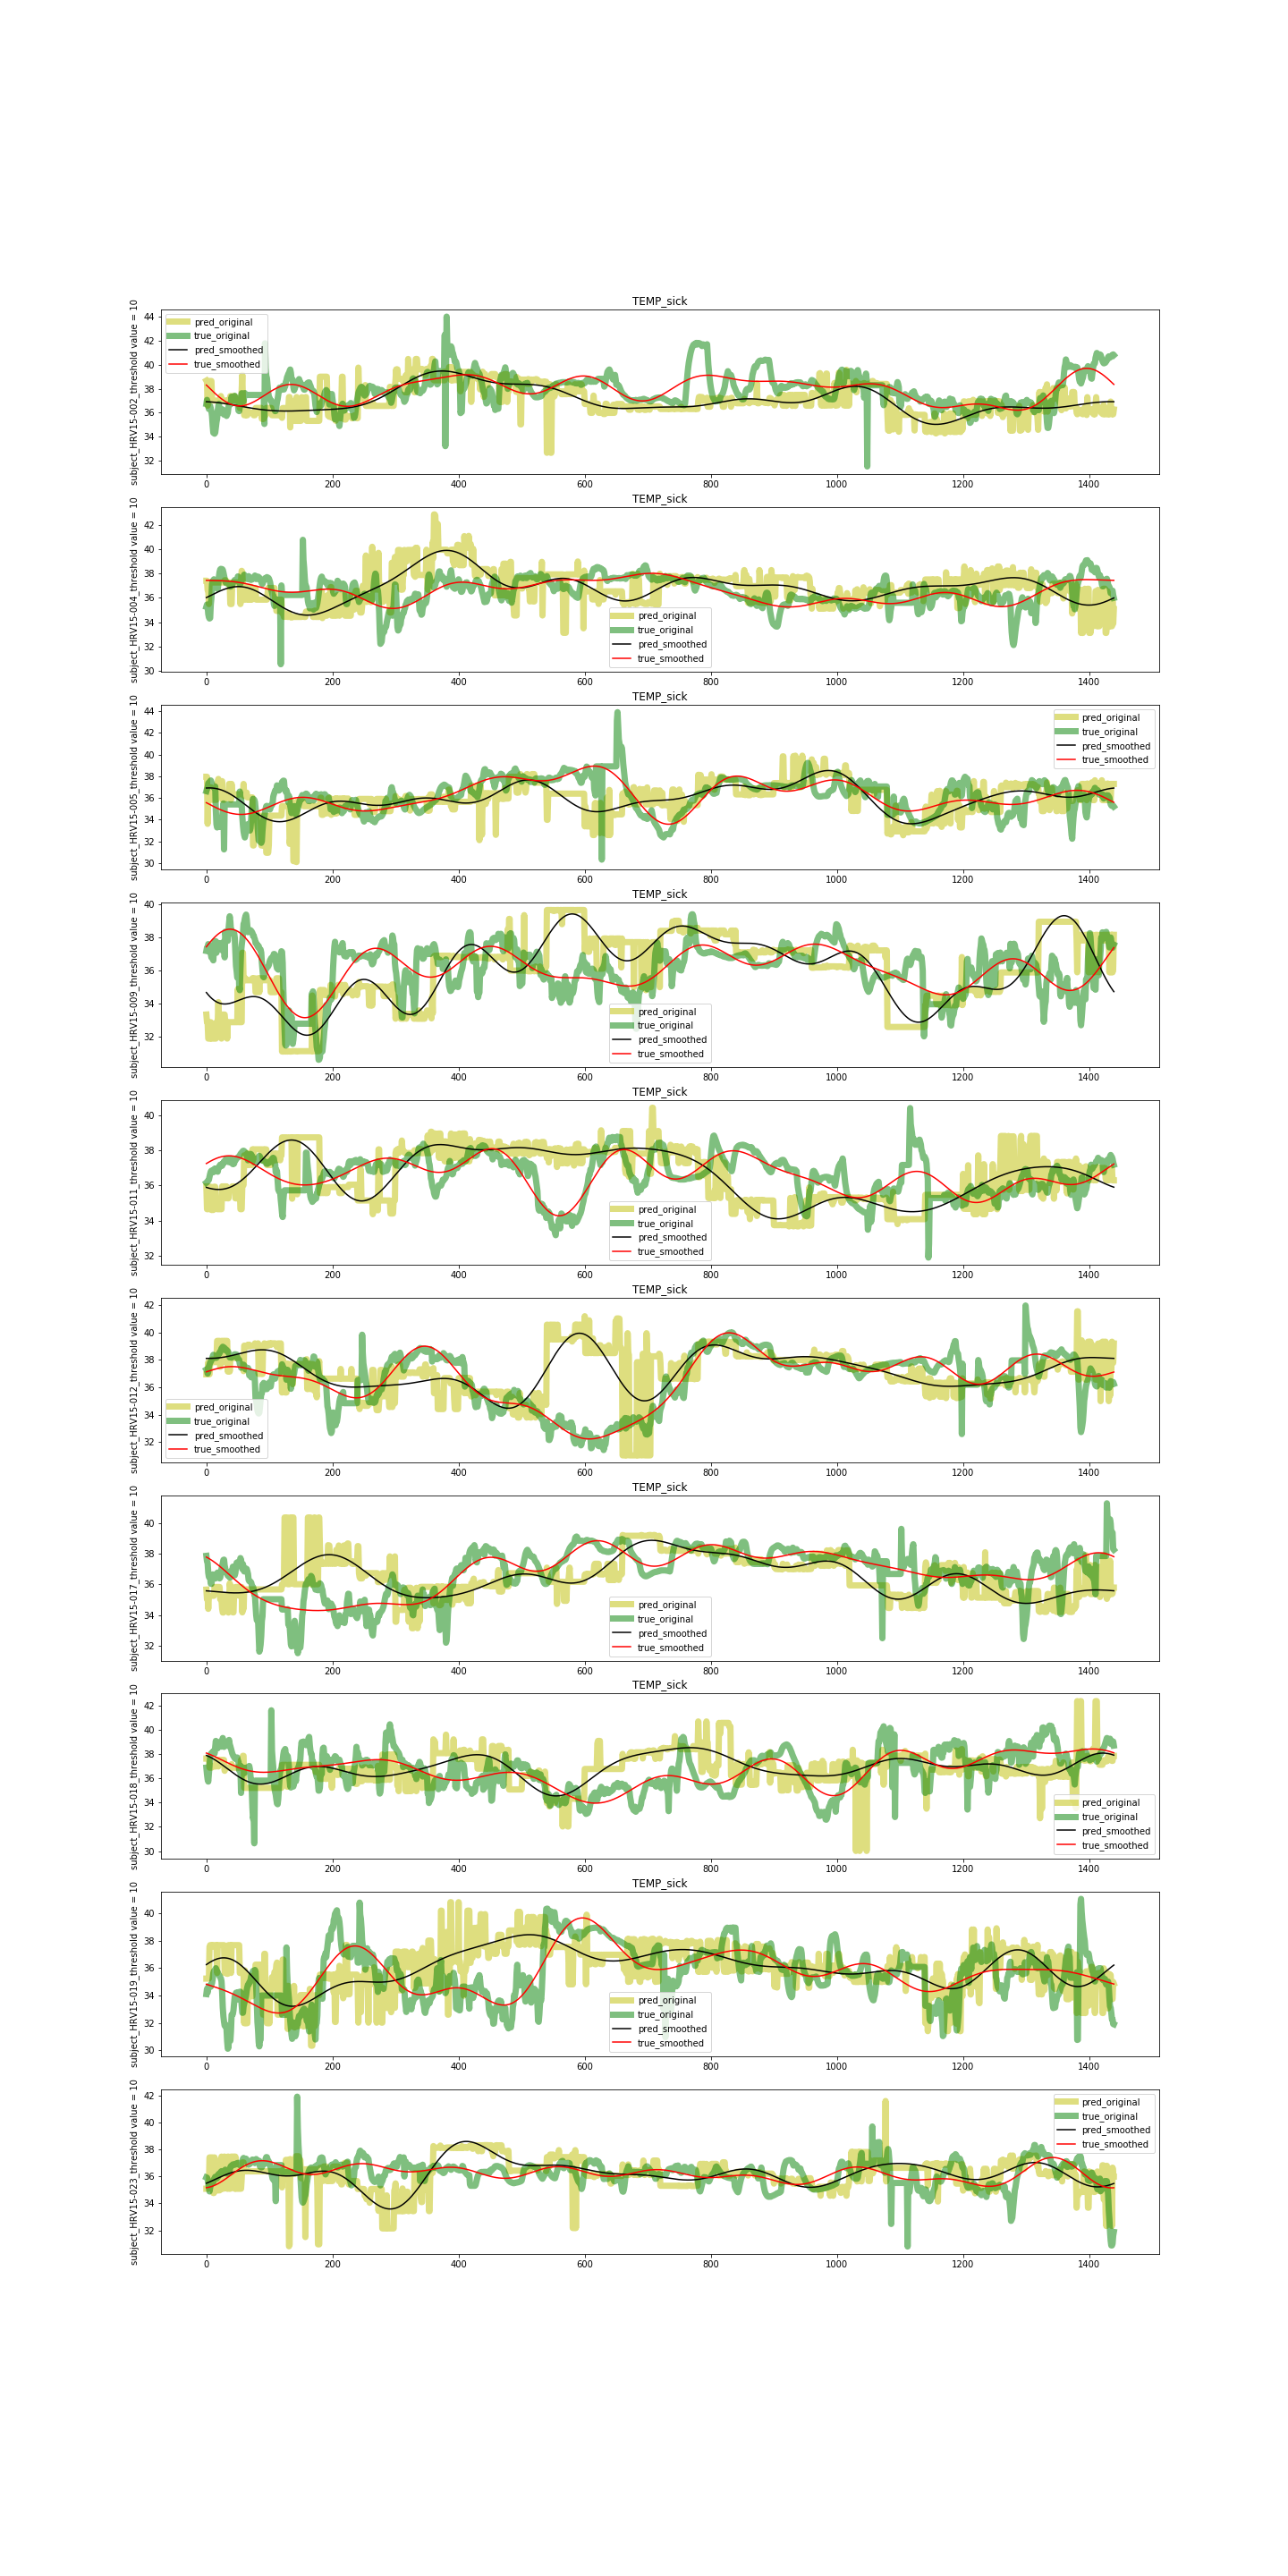 TEMP_sick
subject_HRV15-002_threshold value = 10
44
42
40
38
36
34
32
pred_original
true_original
pred_smoothed
true_smoothed
0 200 400 600 800 1000 1200 1400
TEMP_sick
subject_HRV15-004_threshold value = 10
42
40
38
36
34
32
30
pred_original
true_original
pred_smoothed
true_smoothed
0 200 400 600 800 1000 1200 1400
TEMP_sick
subject_HRV15-005_threshold value = 10
44
42
40
38
36
34
32
30
pred_original
true_original
pred_smoothed
true_smoothed
0 200 400 600 800 1000 1200 1400
TEMP_sick
subject_HRV15-009_threshold value = 10
40
38
36
34
32
pred_original
true_original
pred_smoothed
true_smoothed
0 200 400 600 800 1000 1200 1400
TEMP_sick
subject_HRV15-011_threshold value = 10
40
38
36
34
32
pred_original
true_original
pred_smoothed
true_smoothed
0 200 400 600 800 1000 1200 1400
TEMP_sick
subject_HRV15-012_threshold value = 10
42
40
38
36
34
32
pred_original
true_original
pred_smoothed
true_smoothed
0 200 400 600 800 1000 1200 1400
TEMP_sick
subject_HRV15-017_threshold value = 10
40
38
36
34
32
pred_original
true_original
pred_smoothed
true_smoothed
0 200 400 600 800 1000 1200 1400
TEMP_sick
subject_HRV15-018_threshold value = 10
42
40
38
36
34
32
30
pred_original
true_original
pred_smoothed
true_smoothed
0 200 400 600 800 1000 1200 1400
TEMP_sick
subject_HRV15-019_threshold value = 10
40
38
36
34
32
30
pred_original
true_original
pred_smoothed
true_smoothed
0 200 400 600 800 1000 1200 1400
TEMP_sick
subject_HRV15-023_threshold value = 10
42
40
38
36
34
32
pred_original
true_original
pred_smoothed
true_smoothed
0 200 400 600 800 1000 1200 1400